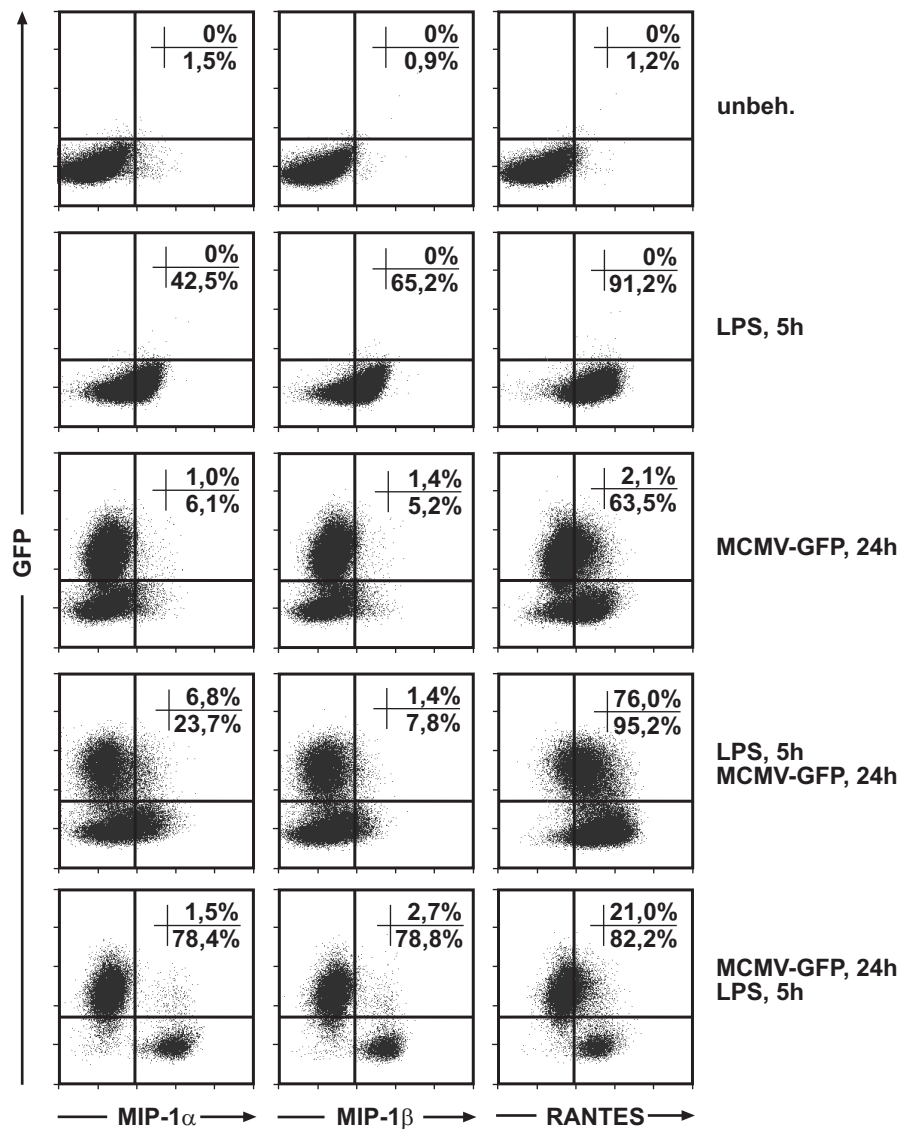 0% 0% 0%
1,5% 0,9% 1,2%
unbeh.
0% 0% 0%
42,5% 65,2% 91,2%
LPS, 5h
1,0% 1,4% 2,1%
6,1% 5,2% 63,5%
MCMV-GFP, 24h
GFP
6,8% 1,4% 76,0%
23,7% 7,8% 95,2%
LPS, 5h
MCMV-GFP, 24h
1,5% 2,7% 21,0%
78,4% 78,8% 82,2%
MCMV-GFP, 24h
LPS, 5h
MIP-1α MIP-1β RANTES